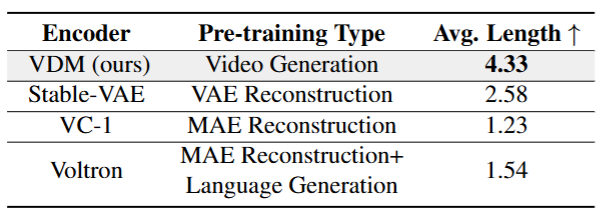 Encoder Pre-training Type Avg. Length ↑
VDM (ours) Video Generation 4.33
Stable-VAE VAE Reconstruction 2.58
VC-1 MAE Reconstruction 1.23
Voltron MAE Reconstruction+ 1.54
Language Generation